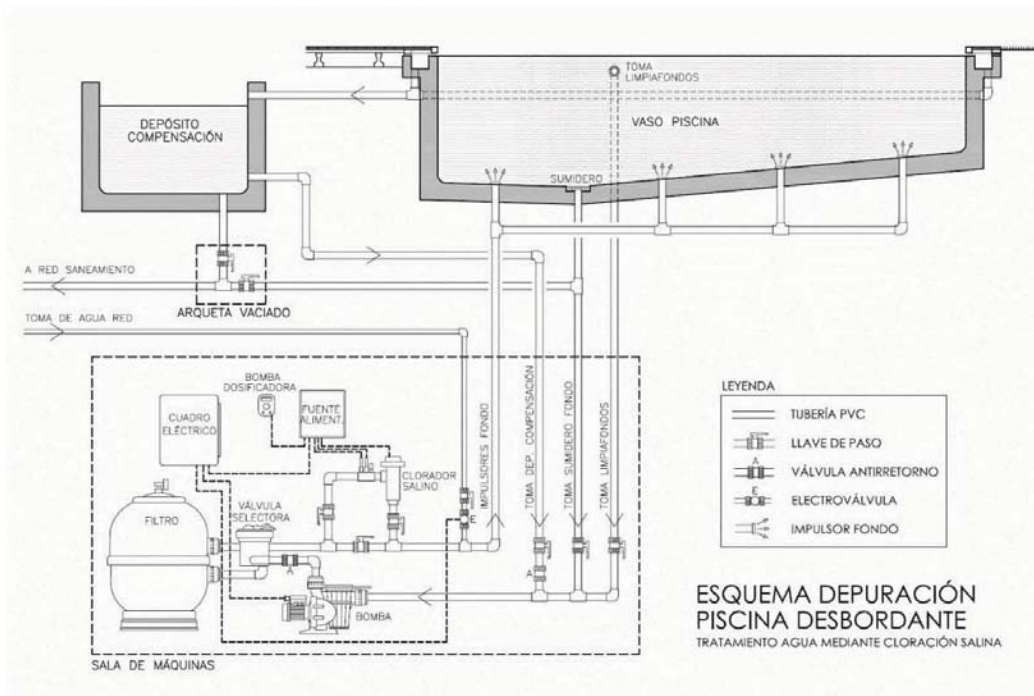 TOMA
LIMPIAFONDOS
DEPÓSITO
COMPENSACIÓN
VASO PISCINA
SUMIDERO
A RED SANEAMIENTO
ARQUETA VACIADO
TOMA DE AGUA RED
BOMBA
DOSIFICADORA
CUADRO
ELÉCTRICO
FUENTE
ALIMENT.
CLORADOR
SALINO
IMPULSORES FONDO
TOMA DEP. COMPENSACIÓN
TOMA SUMIDERO FONDO
TOMA LIMPIAFONDOS
FILTRO
VÁLVULA
SELECTORA
E
A
A
BOMBA
SALA DE MÁQUINAS
LEYENDA
TUBERÍA PVC
LLAVE DE PASO
A
VÁLVULA ANTIRRETORNO
E
ELECTROVÁLVULA
IMPULSOR FONDO
ESQUEMA DEPURACIÓN
PISCINA DESBORDANTE
TRATAMIENTO AGUA MEDIANTE CLORACIÓN SALINA